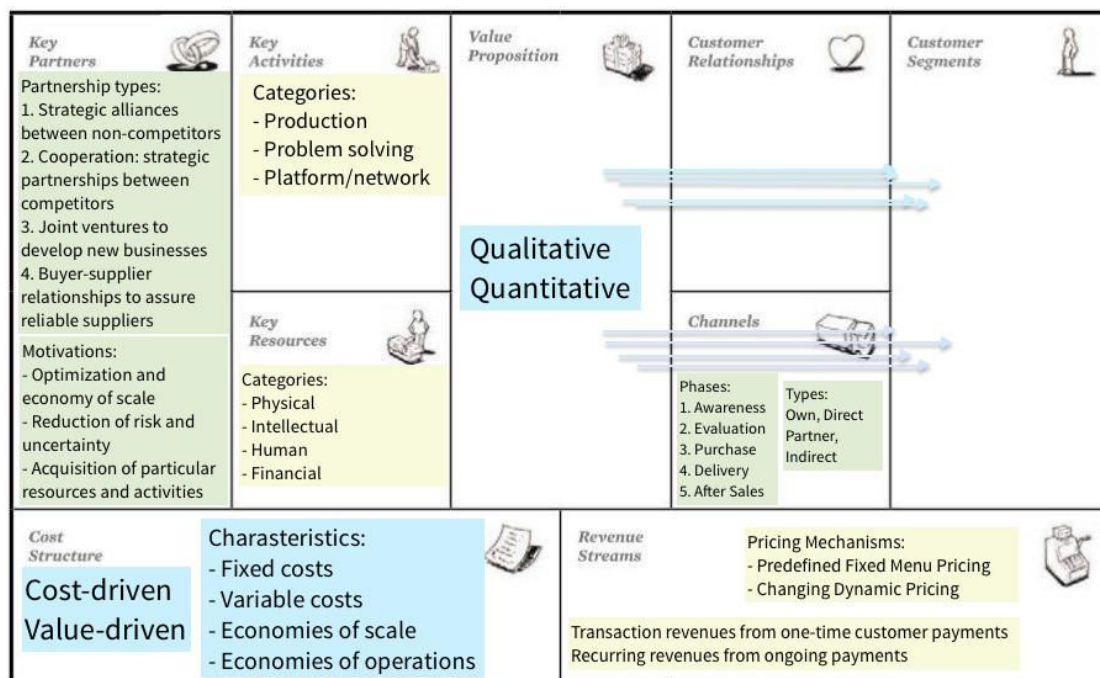 Key
Partners
Partnership types:
1. Strategic alliances
between non-competitors
2. Cooperation: strategic
partnerships between
competitors
3. Joint ventures to
develop new businesses
4. Buyer-supplier
relationships to assure
reliable suppliers
Motivations:
- Optimization and
economy of scale
- Reduction of risk and
uncertainty
- Acquisition of particular
resources and activities
Key
Activities
Categories:
- Production
- Problem solving
- Platform/network
Key
Resources
Categories:
- Physical
- Intellectual
- Human
- Financial
Value
Proposition
Qualitative
Quantitative
Customer
Relationships
Channels
Phases:
1. Awareness
2. Evaluation
3. Purchase
4. Delivery
5. After Sales
Types:
Own, Direct
Partner,
Indirect
Customer
Segments
Cost
Structure
Cost-driven
Value-driven
Charasteristics:
- Fixed costs
- Variable costs
- Economies of scale
- Economies of operations
Revenue
Streams
Pricing Mechanisms:
- Predefined Fixed Menu Pricing
- Changing Dynamic Pricing
Transaction revenues from one-time customer payments
Recurring revenues from ongoing payments